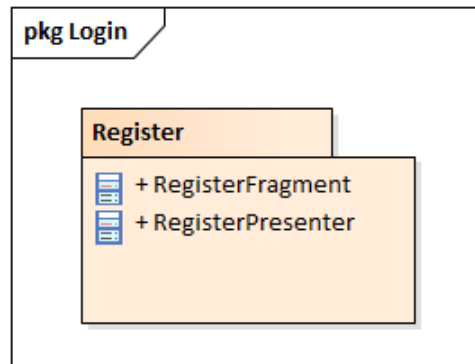 pkg Login
Register
+ RegisterFragment
+ RegisterPresenter